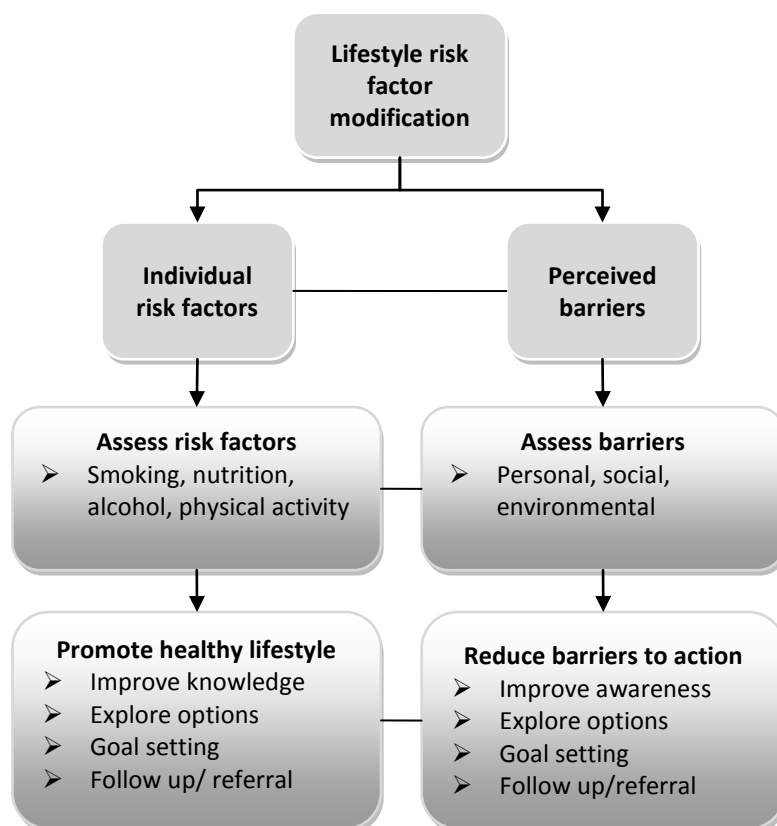 Lifestyle risk
factor
modification
Individual
risk factors
Perceived
barriers
Assess risk factors
➢ Smoking, nutrition,
alcohol, physical activity
Assess barriers
➢ Personal, social,
environmental
Promote healthy lifestyle
➢ Improve knowledge
➢ Explore options
➢ Goal setting
➢ Follow up/ referral
Reduce barriers to action
➢ Improve awareness
➢ Explore options
➢ Goal setting
➢ Follow up/referral